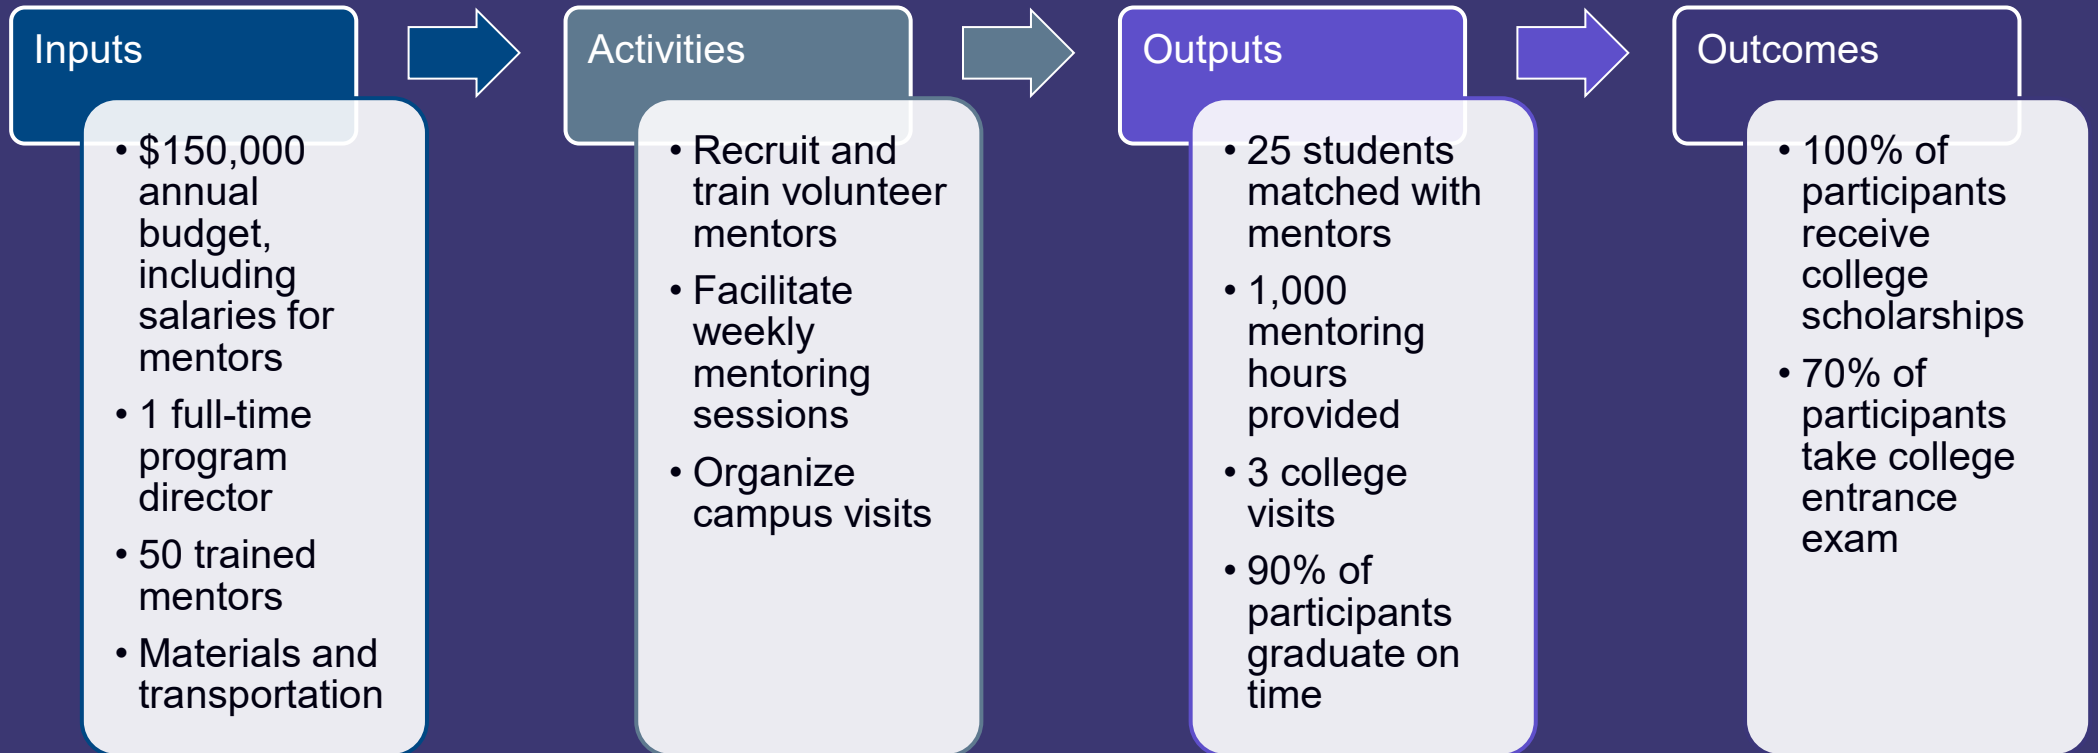 Inputs
• $150,000
annual
budget,
including
salaries for
mentors
• 1 full-time
program
director
• 50 trained
mentors
• Materials and
transportation
Activities
• Recruit and
train volunteer
mentors
• Facilitate
weekly
mentoring
sessions
• Organize
campus visits
Outputs
• 25 students
matched with
mentors
• 1,000
mentoring
hours
provided
• 3 college
visits
• 90% of
participants
graduate on
time
Outcomes
• 100% of
participants
receive
college
scholarships
• 70% of
participants
take college
entrance
exam